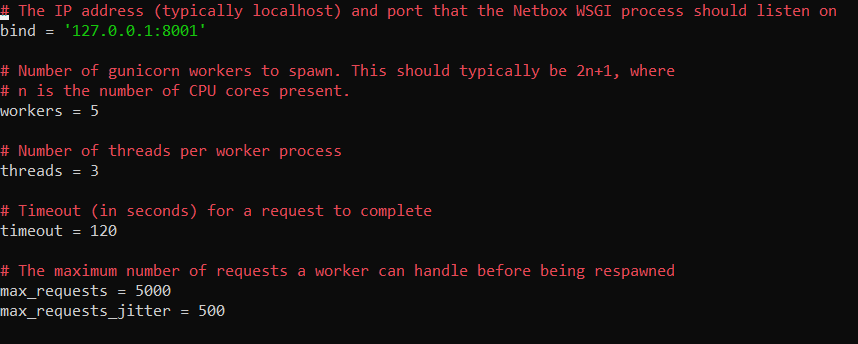 # The IP address (typically localhost) and port that the Netbox WSGI process should listen on
bind = '127.0.0.1:8001'
# Number of gunicorn workers to spawn. This should typically be 2n+1, where
# n is the number of CPU cores present.
workers = 5
# Number of threads per worker process
threads = 3
# Timeout (in seconds) for a request to complete
timeout = 120
# The maximum number of requests a worker can handle before being respawned
max_requests = 5000
max_requests_jitter = 500